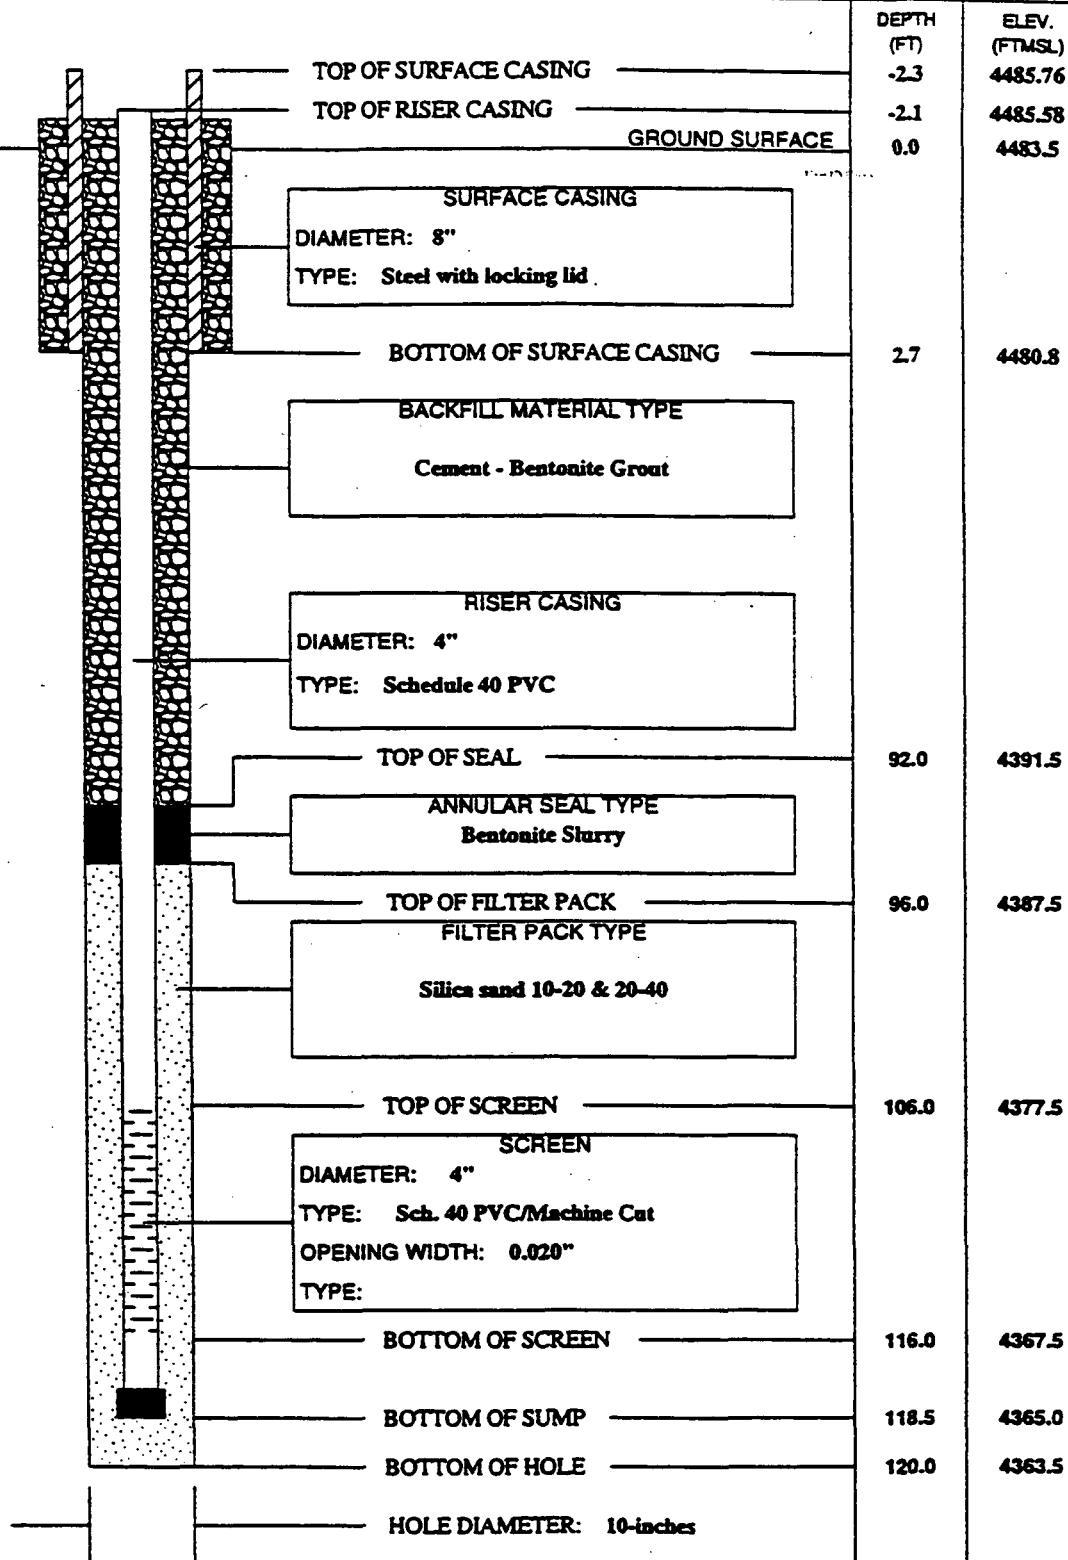 DEPTH ELEV.
(FT) (FTMSL)
TOP OF SURFACE CASING -2.3 4485.76
TOP OF RISER CASING -2.1 4485.58
GROUND SURFACE 0.0 4483.5
SURFACE CASING
DIAMETER: 8"
TYPE: Steel with locking lid
BOTTOM OF SURFACE CASING 2.7 4480.8
BACKFILL MATERIAL TYPE
Cement - Bentonite Grout
RISER CASING
DIAMETER: 4"
TYPE: Schedule 40 PVC
TOP OF SEAL 92.0 4391.5
ANNULAR SEAL TYPE
Bentonite Slurry
TOP OF FILTER PACK 96.0 4387.5
FILTER PACK TYPE
Silica sand 10-20 & 20-40
TOP OF SCREEN 106.0 4377.5
SCREEN
DIAMETER: 4"
TYPE: Sch. 40 PVC/Machine Cut
OPENING WIDTH: 0.020"
TYPE:
BOTTOM OF SCREEN 116.0 4367.5
BOTTOM OF SUMP 118.5 4365.0
BOTTOM OF HOLE 120.0 4363.5
HOLE DIAMETER: 10-inches